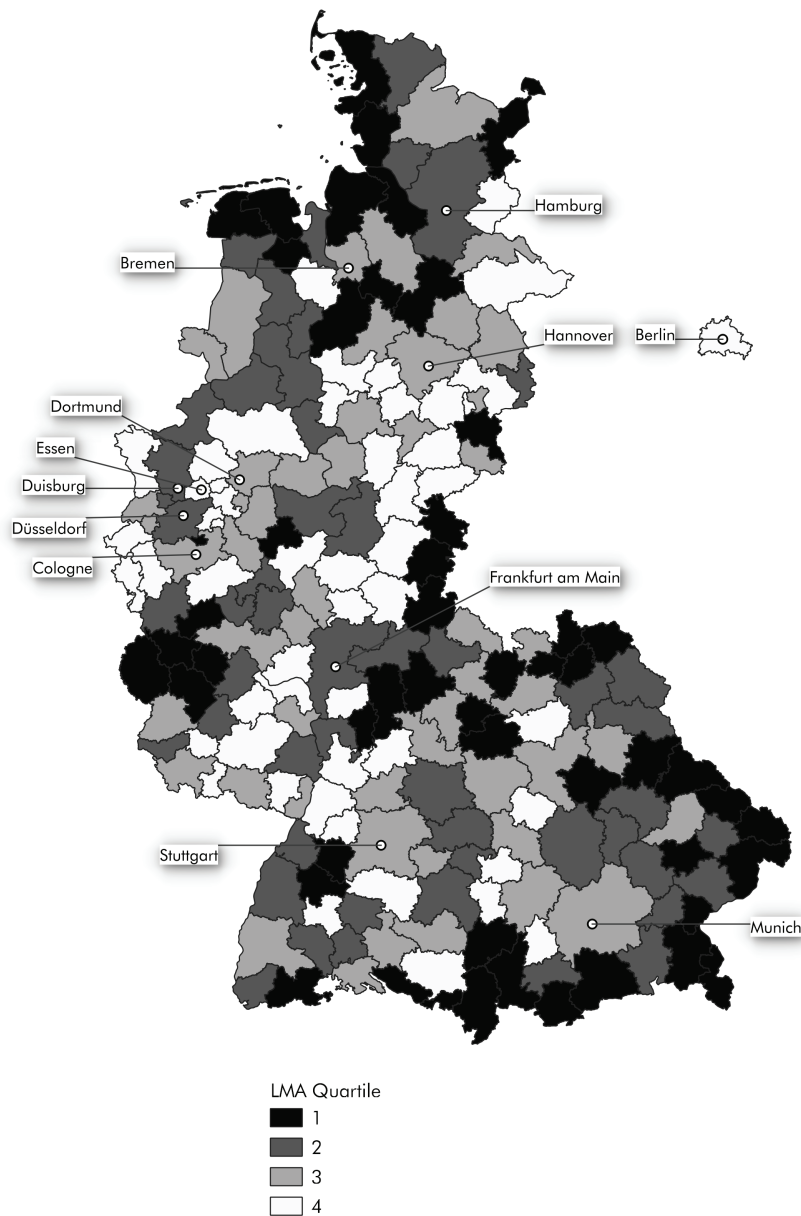 Hamburg
Bremen
Hannover
Berlin
Dortmund
Essen
Duisburg
Düsseldorf
Cologne
Frankfurt am Main
Stuttgart
Munich
LMA Quartile
1
2
3
4